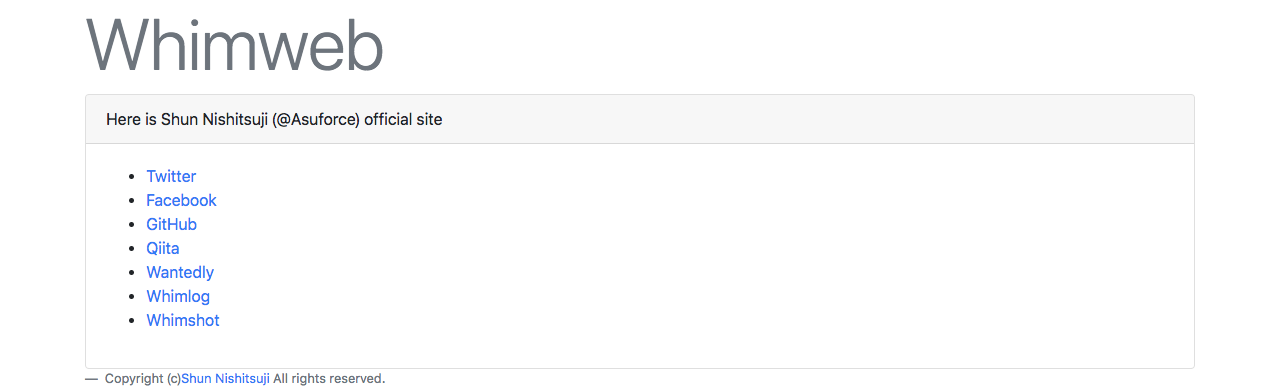 Whimweb
Here is Shun Nishitsuji (@Asuforce) official site
Twitter
Facebook
GitHub
Qiita
Wantedly
Whimlog
Whimshot
— Copyright (c)Shun Nishitsuji All rights reserved.